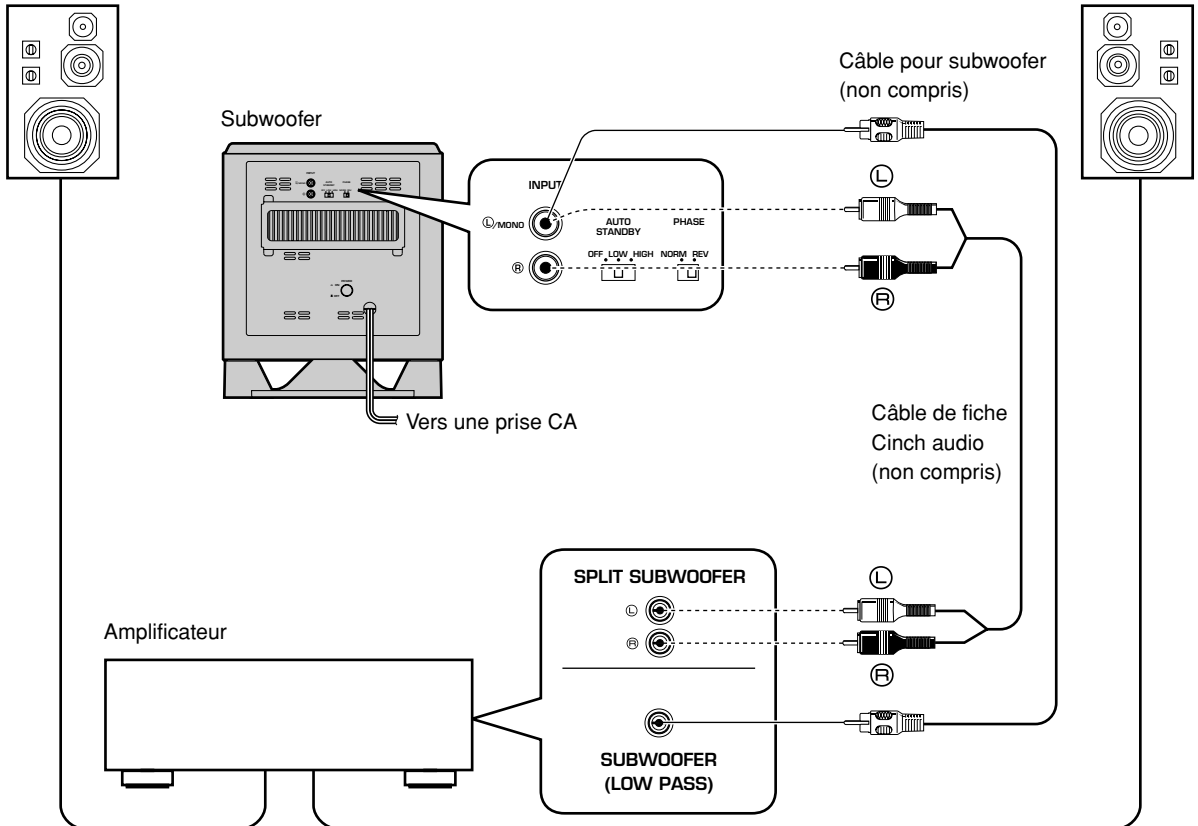 Câble pour subwoofer
(non compris)
Subwoofer
INPUT
Ⓛ/MONO
AUTO
STANDBY
PHASE
Ⓡ
OFF LOW HIGH
NORM REV
Ⓛ
Ⓡ
Vers une prise CA
Câble de fiche
Cinch audio
(non compris)
SPLIT SUBWOOFER
Ⓛ
Ⓡ
Ⓛ
Ⓡ
Amplificateur
SUBWOOFER
(LOW PASS)